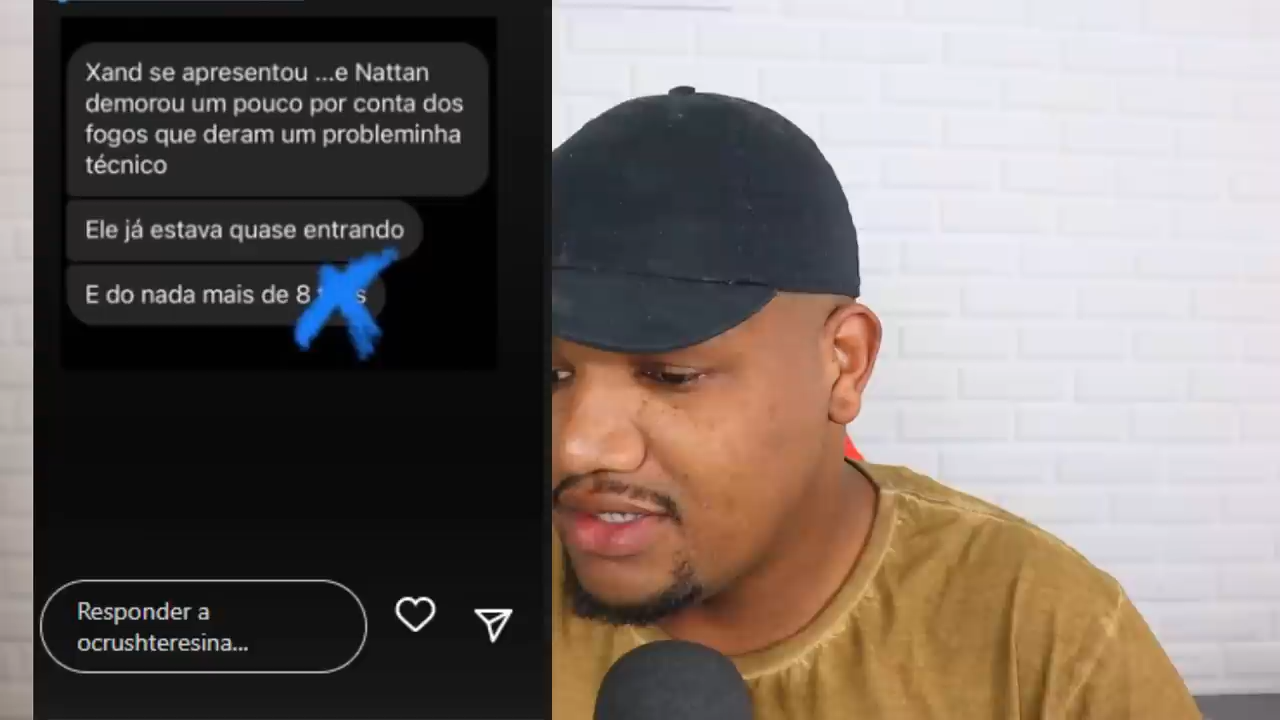 Xand se apresentou ...e Nattan
demorou um pouco por conta dos
fogos que deram um probleminha
técnico
Ele já estava quase entrando
E do nada mais de 8
Responder a
ocrushteresina...